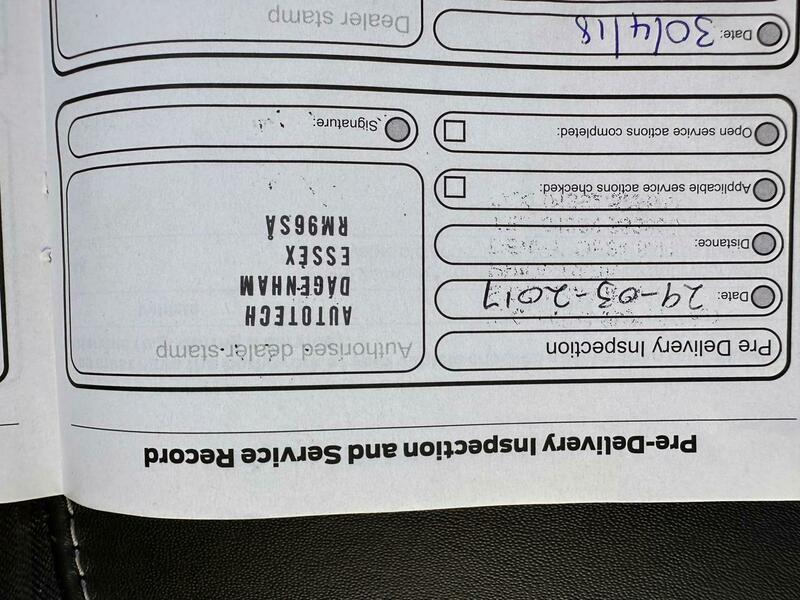 Pre-Delivery Inspection and Service Record
Pre Delivery Inspection
Date: 29-03-2017
Distance:
Applicable service actions checked:
Open service actions completed:
Authorised dealer stamp
AUTOTECH
DAGENHAM
ESSEX
RM96SA
Signature:
Date: 30/4/18
Dealer stamp